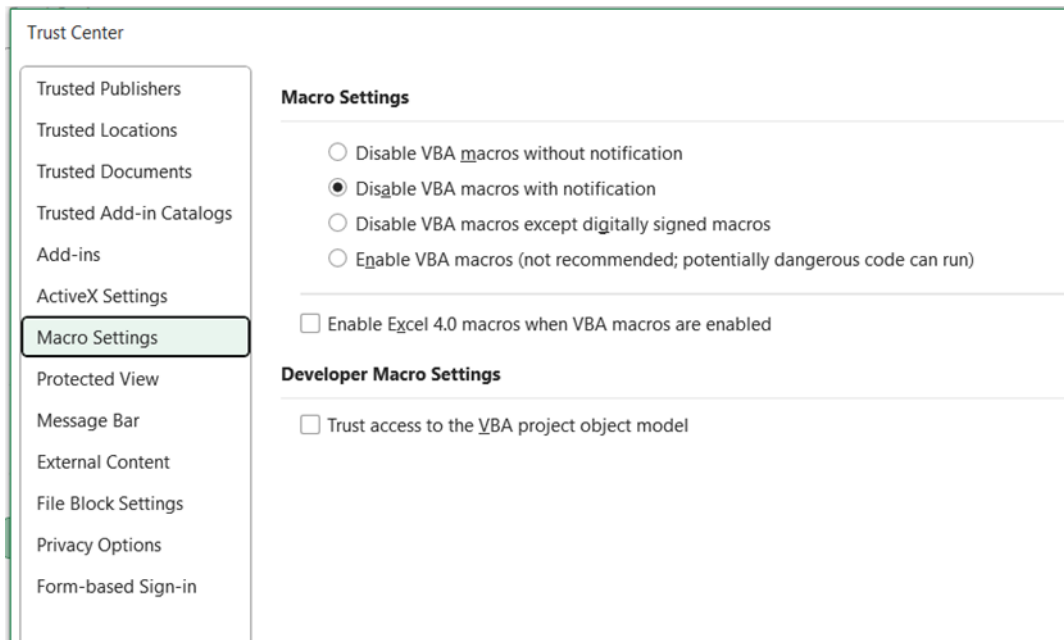 Trust Center
Trusted Publishers
Trusted Locations
Trusted Documents
Trusted Add-in Catalogs
Add-ins
ActiveX Settings
Macro Settings
Protected View
Message Bar
External Content
File Block Settings
Privacy Options
Form-based Sign-in
Macro Settings
Disable VBA macros without notification
Disable VBA macros with notification
Disable VBA macros except digitally signed macros
Enable VBA macros (not recommended; potentially dangerous code can run)
Enable Excel 4.0 macros when VBA macros are enabled
Developer Macro Settings
Trust access to the VBA project object model